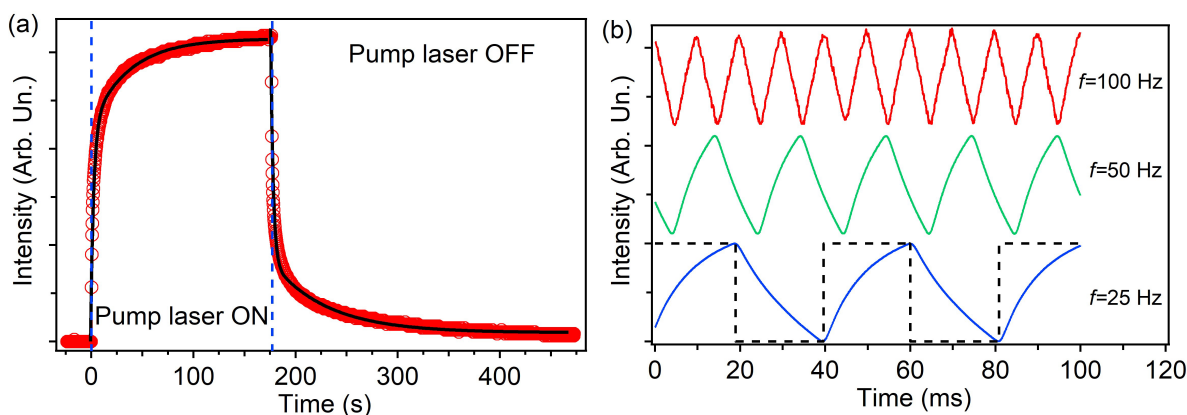 (a)
Intensity (Arb. Un.)
Pump laser OFF
Pump laser ON
0
100
200
300
400
Time (s)
(b)
Intensity (Arb. Un.)
f=100 Hz
f=50 Hz
f=25 Hz
0
20
40
60
80
100
120
Time (ms)